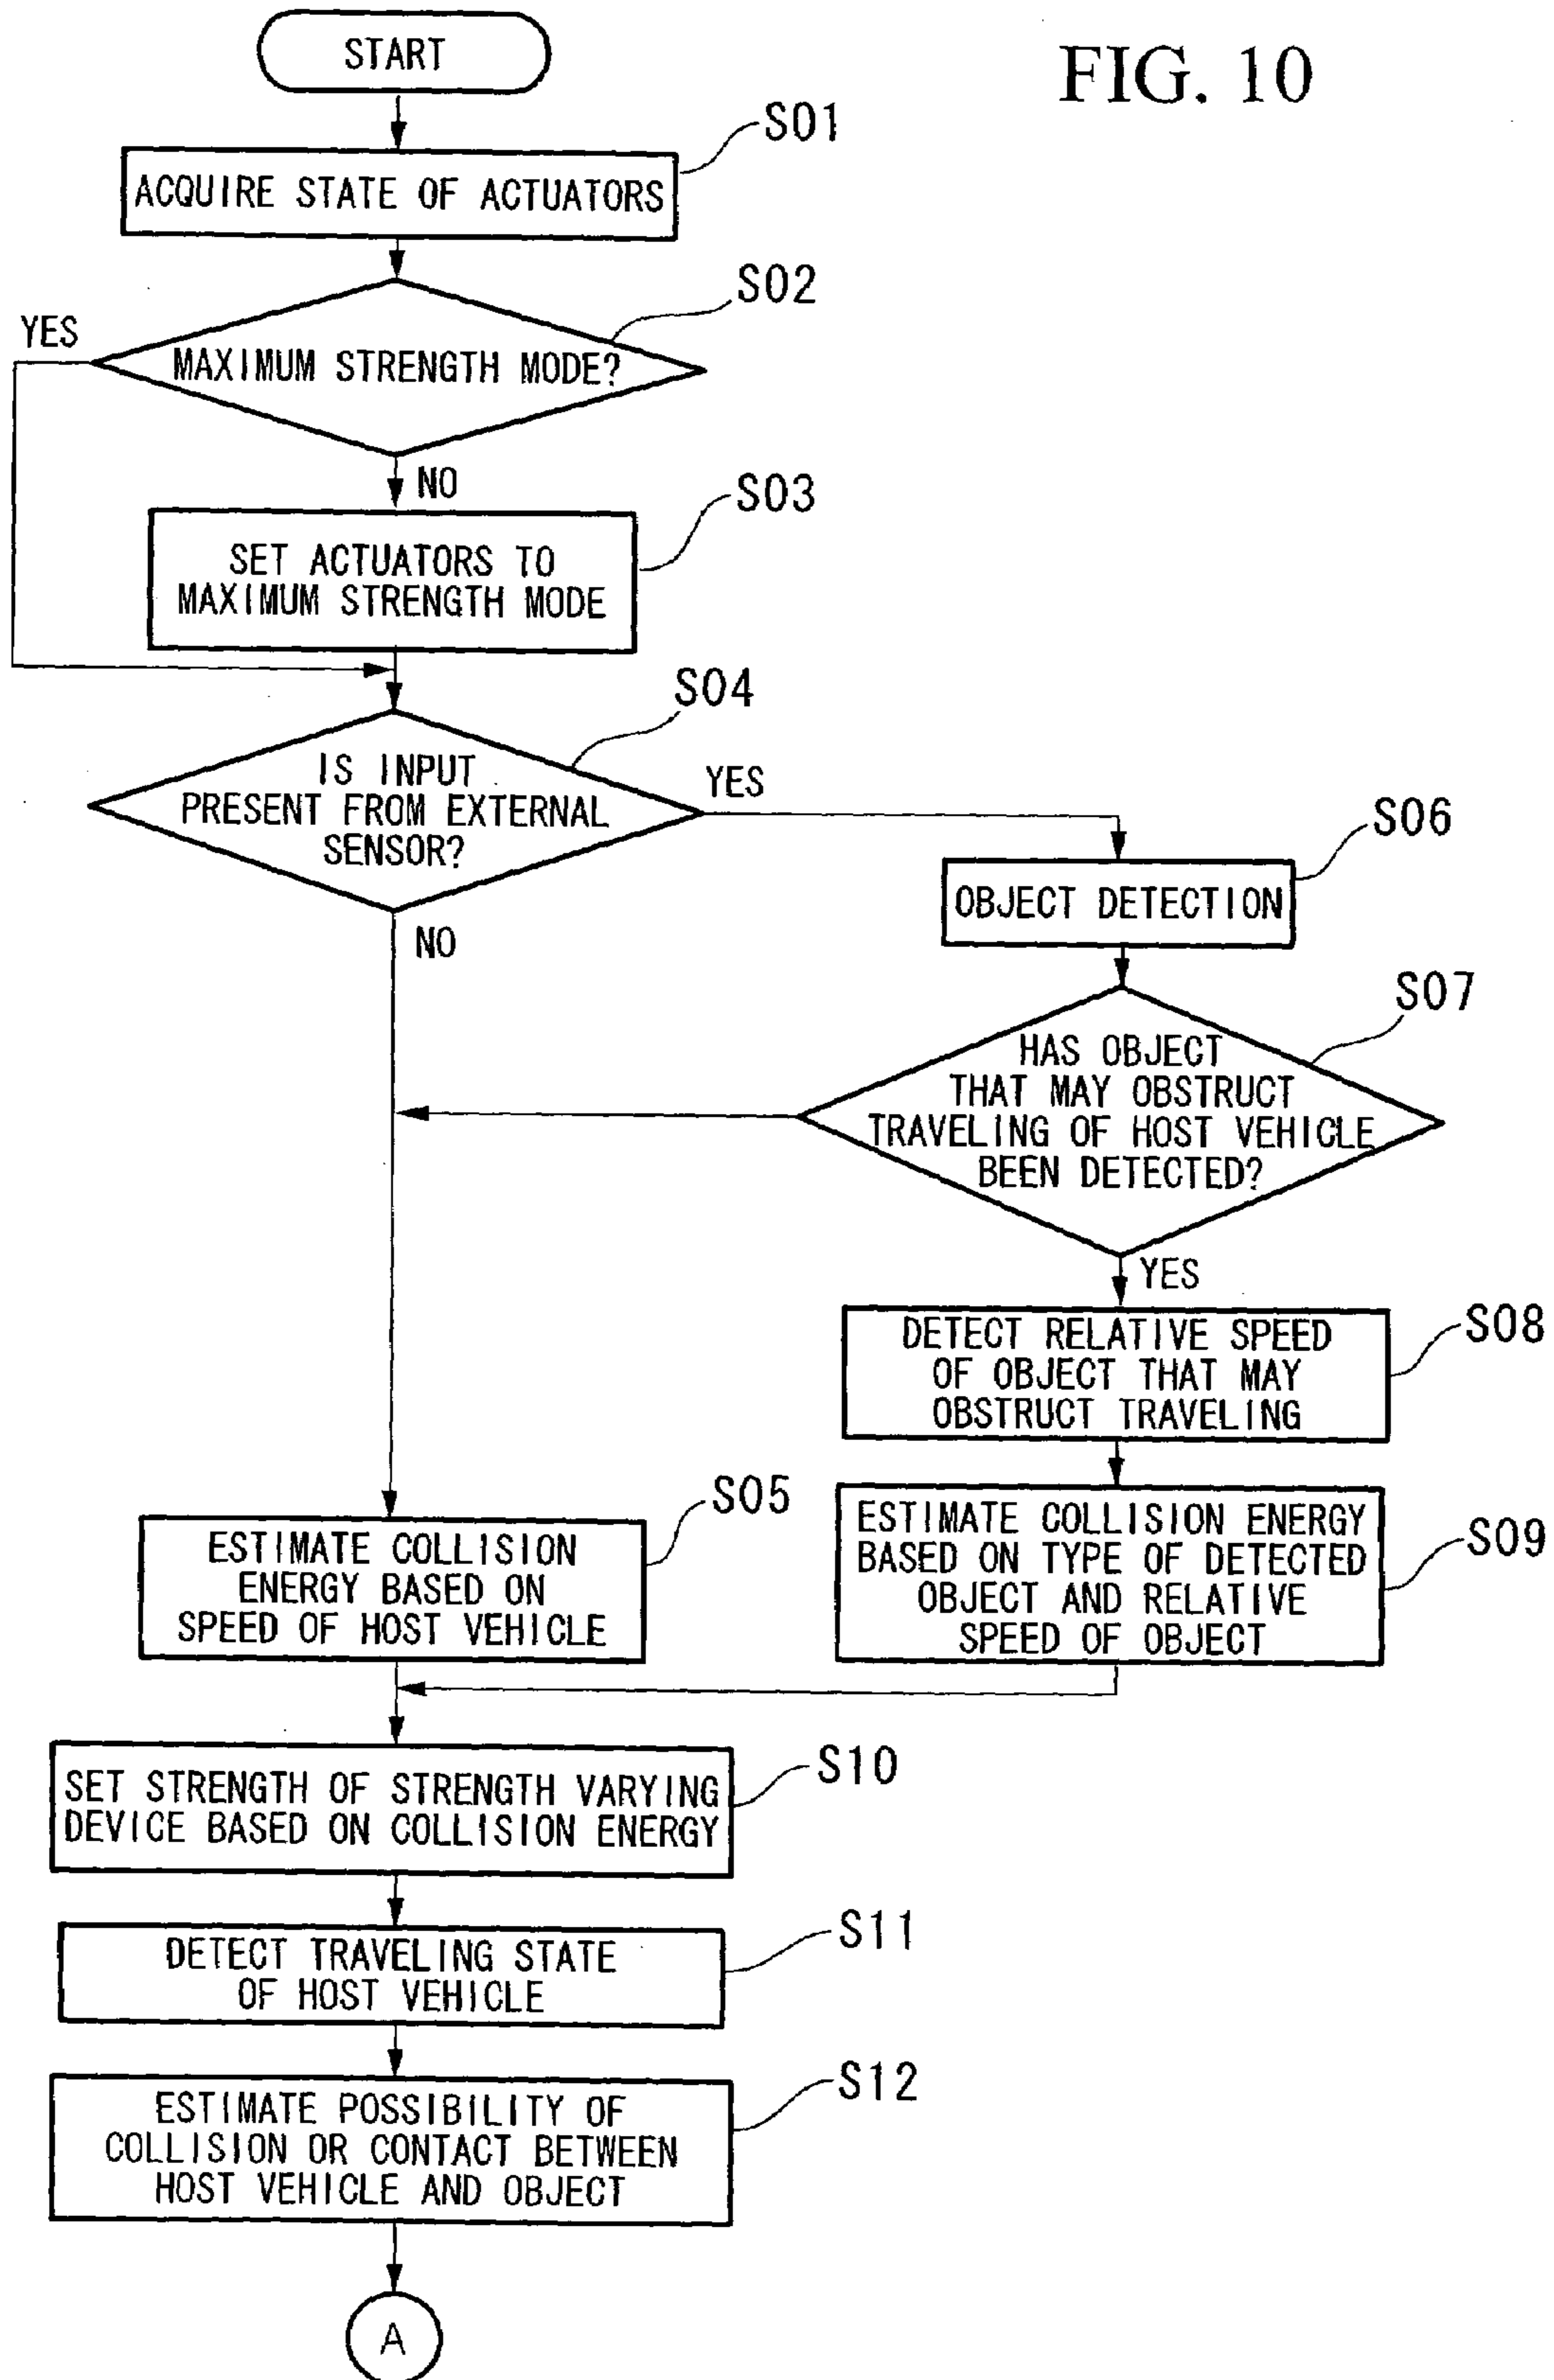 START
FIG. 10
S01
ACQUIRE STATE OF ACTUATORS
S02
YES
MAXIMUM STRENGTH MODE?
NO
S03
SET ACTUATORS TO
MAXIMUM STRENGTH MODE
S04
IS INPUT
PRESENT FROM EXTERNAL
SENSOR?
YES
NO
S06
OBJECT DETECTION
S07
HAS OBJECT
THAT MAY OBSTRUCT
TRAVELING OF HOST VEHICLE
BEEN DETECTED?
YES
S08
DETECT RELATIVE SPEED
OF OBJECT THAT MAY
OBSTRUCT TRAVELING
S05
ESTIMATE COLLISION
ENERGY BASED ON
SPEED OF HOST VEHICLE
S09
ESTIMATE COLLISION ENERGY
BASED ON TYPE OF DETECTED
OBJECT AND RELATIVE
SPEED OF OBJECT
S10
SET STRENGTH OF STRENGTH VARYING
DEVICE BASED ON COLLISION ENERGY
S11
DETECT TRAVELING STATE
OF HOST VEHICLE
S12
ESTIMATE POSSIBILITY OF
COLLISION OR CONTACT BETWEEN
HOST VEHICLE AND OBJECT
A